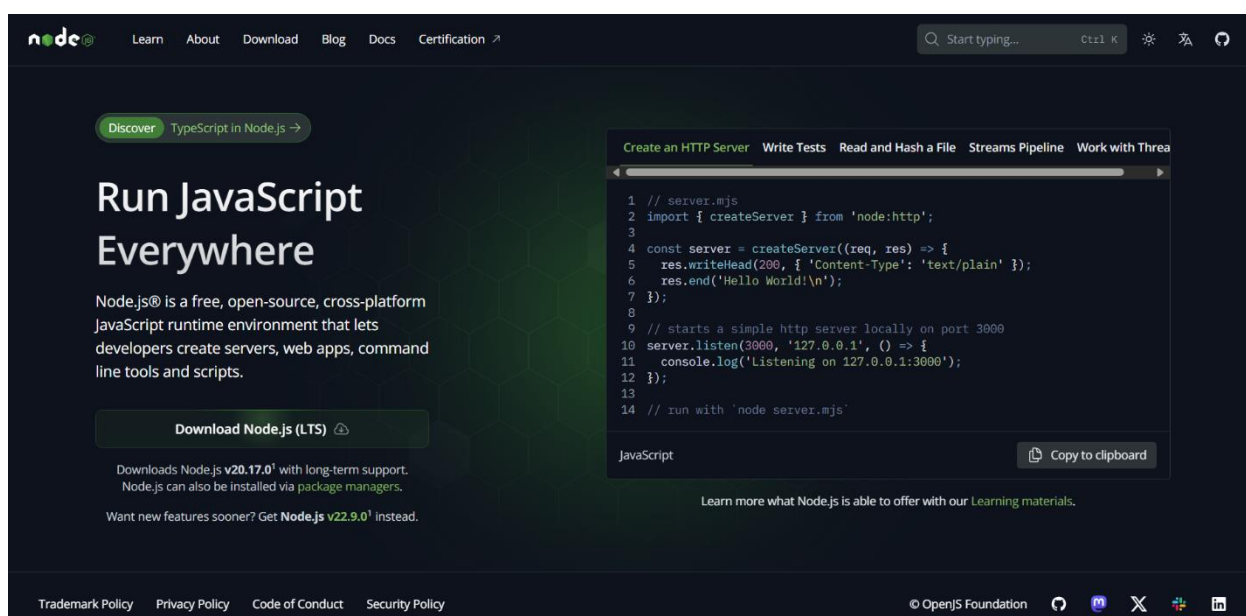 node JS
Learn About Download Blog Docs Certification ↗
Start typing... Ctrl K
Discover TypeScript in Node.js →
Run JavaScript
Everywhere
Node.js® is a free, open-source, cross-platform
JavaScript runtime environment that lets
developers create servers, web apps, command
line tools and scripts.
Download Node.js (LTS)
Downloads Node.js v20.17.0¹ with long-term support.
Node.js can also be installed via package managers.
Want new features sooner? Get Node.js v22.9.0¹ instead.
Create an HTTP Server Write Tests Read and Hash a File Streams Pipeline Work with Threa
1 // server.mjs
2 import { createServer } from 'node:http';
3
4 const server = createServer((req, res) => {
5   res.writeHead(200, { 'Content-Type': 'text/plain' });
6   res.end('Hello World!\n');
7 });
8
9 // starts a simple http server locally on port 3000
10 server.listen(3000, '127.0.0.1', () => {
11   console.log('Listening on 127.0.0.1:3000');
12 });
13
14 // run with `node server.mjs`
JavaScript
Copy to clipboard
Learn more what Node.js is able to offer with our Learning materials.
Trademark Policy Privacy Policy Code of Conduct Security Policy
© OpenJS Foundation